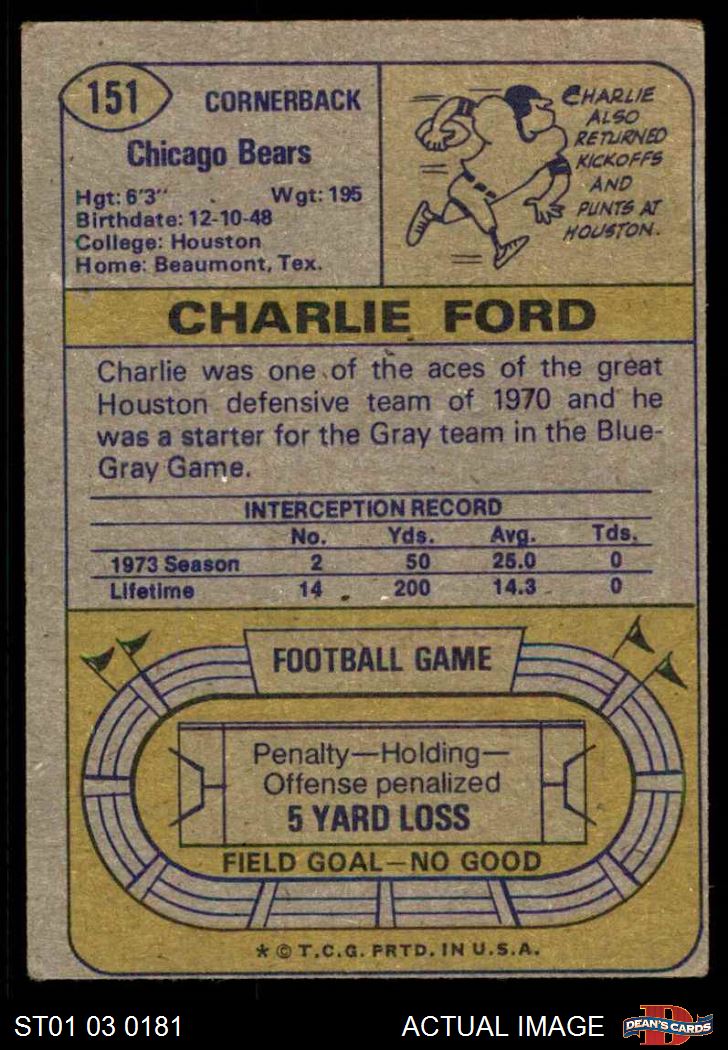 151
CORNERBACK
Chicago Bears
Hgt: 6'3" Wgt: 195
Birthdate: 12-10-48
College: Houston
Home: Beaumont, Tex.
CHARLIE
ALSO
RETURNED
KICKOFFS
AND
PUNTS AT
HOUSTON.
CHARLIE FORD
Charlie was one of the aces of the great
Houston defensive team of 1970 and he
was a starter for the Gray team in the Blue-
Gray Game.
INTERCEPTION RECORD
No. Yds. Avg. Tds.
1973 Season 2 50 25.0 0
Lifetime 14 200 14.3 0
FOOTBALL GAME
Penalty—Holding—
Offense penalized
5 YARD LOSS
FIELD GOAL—NO GOOD
* © T.C.G. PRTD. IN U.S.A.
ST01 03 0181 ACTUAL IMAGE
D
DEAN'S CARDS